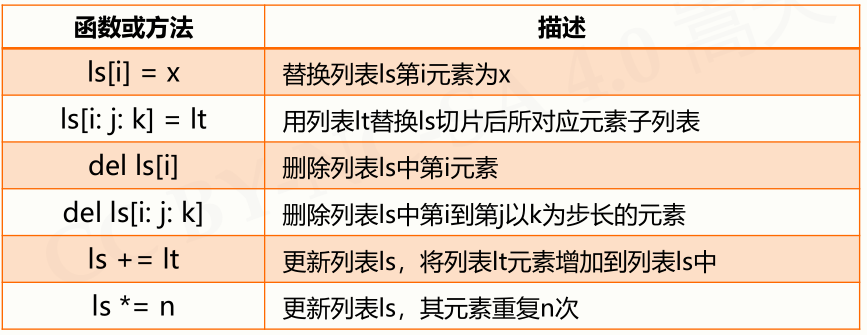 函数或方法 描述
ls[i] = x 替换列表ls第i元素为x
ls[i: j: k] = lt 用列表lt替换ls切片后所对应元素子列表
del ls[i] 删除列表ls中第i元素
del ls[i: j: k] 删除列表ls中第i到第j以k为步长的元素
ls += lt 更新列表ls，将列表lt元素增加到列表ls中
ls *= n 更新列表ls，其元素重复n次